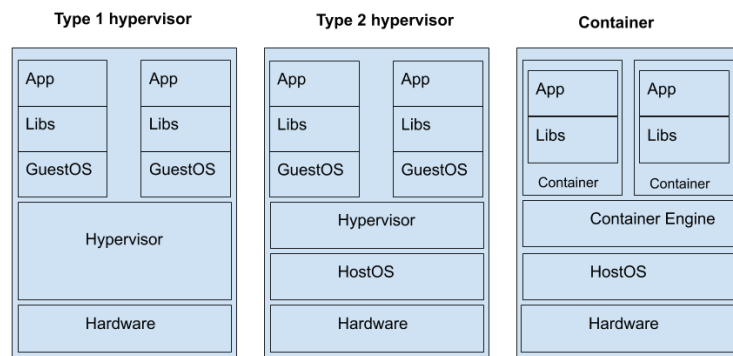 Type 1 hypervisor
App
App
Libs
Libs
GuestOS
GuestOS
Hypervisor
Hardware
Type 2 hypervisor
App
App
Libs
Libs
GuestOS
GuestOS
Hypervisor
HostOS
Hardware
Container
App
App
Libs
Libs
Container
Container
Container Engine
HostOS
Hardware